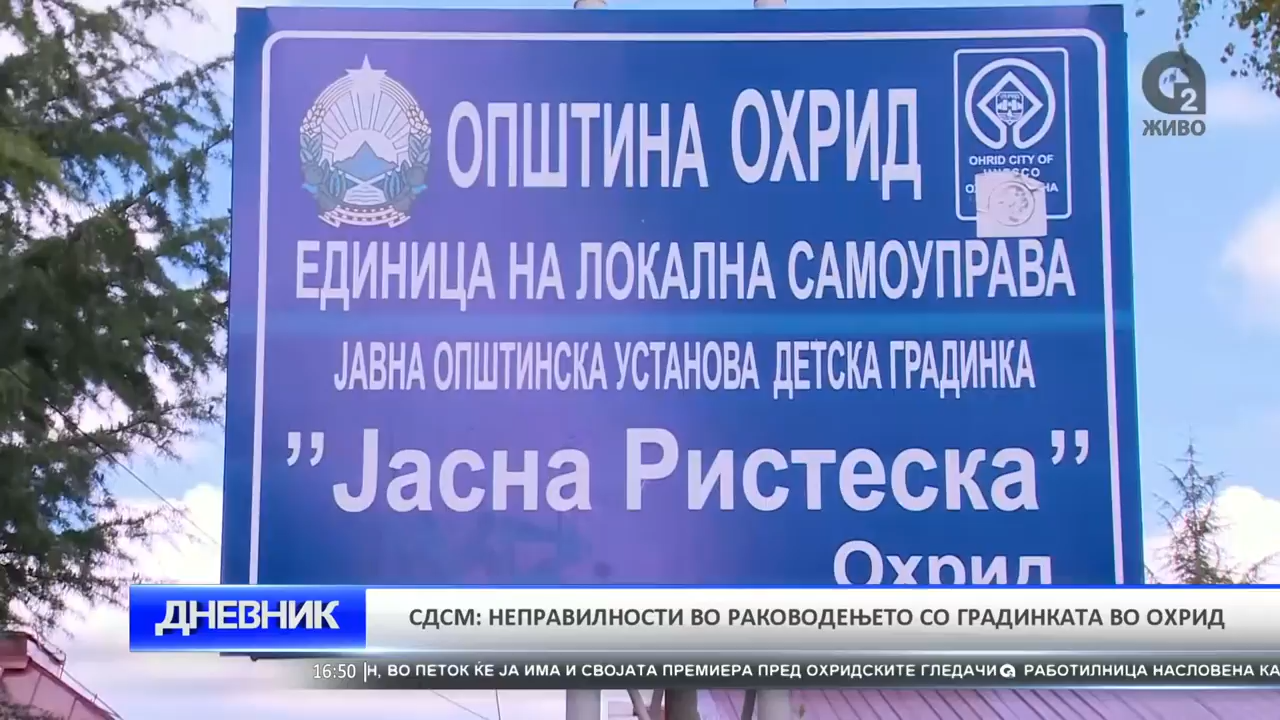 ОПШТИНА ОХРИД
OHRID CITY OF
UNESCO
ЕДИНИЦА НА ЛОКАЛНА САМОУПРАВА
ЈАВНА ОПШТИНСКА УСТАНОВА ДЕТСКА ГРАДИНКА
”Јасна Ристеска”
Охрид
2
ЖИВО
ДНЕВНИК
СДСМ: НЕПРАВИЛНОСТИ ВО РАКОВОДЕЊЕТО СО ГРАДИНКАТА ВО ОХРИД
16:50 Н, ВО ПЕТОК ЌЕ ЈА ИМА И СВОЈАТА ПРЕМИЕРА ПРЕД ОХРИДСКИТЕ ГЛЕДАЧИ РАБОТИЛНИЦА НАСЛОВЕНА КА